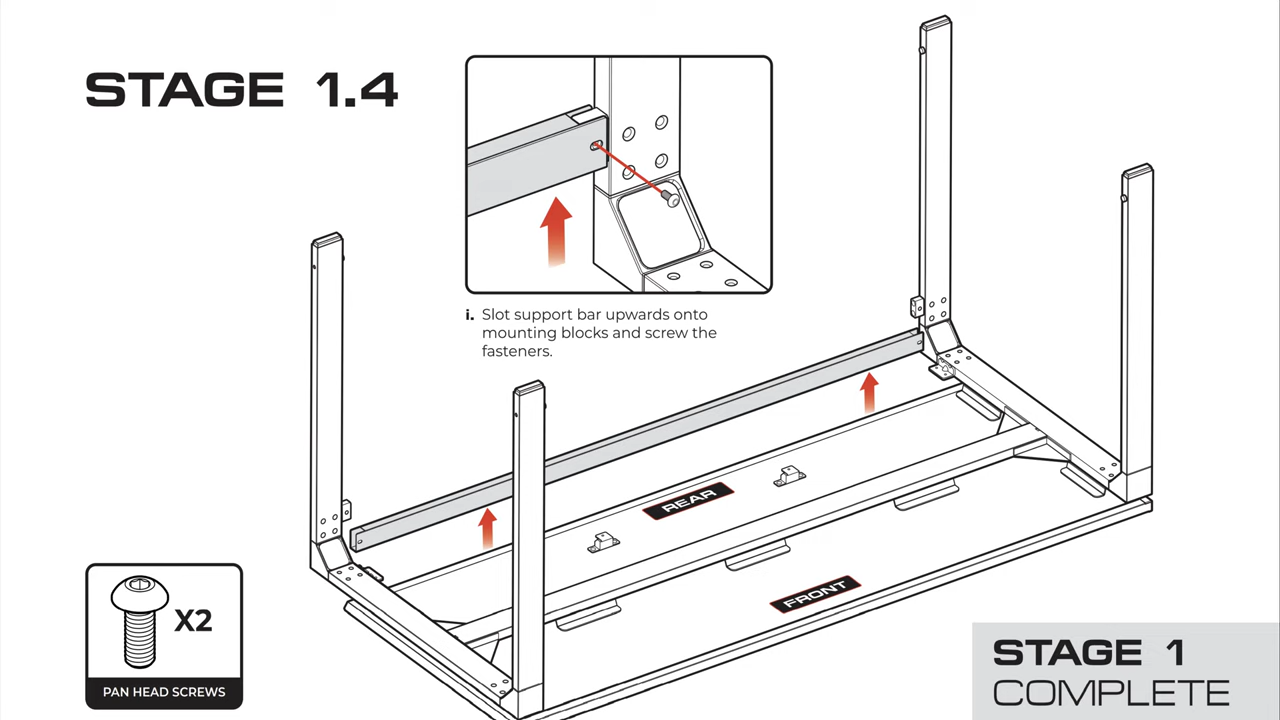 STAGE 1.4
i. Slot support bar upwards onto
mounting blocks and screw the
fasteners.
REAR
FRONT
X2
PAN HEAD SCREWS
STAGE 1
COMPLETE